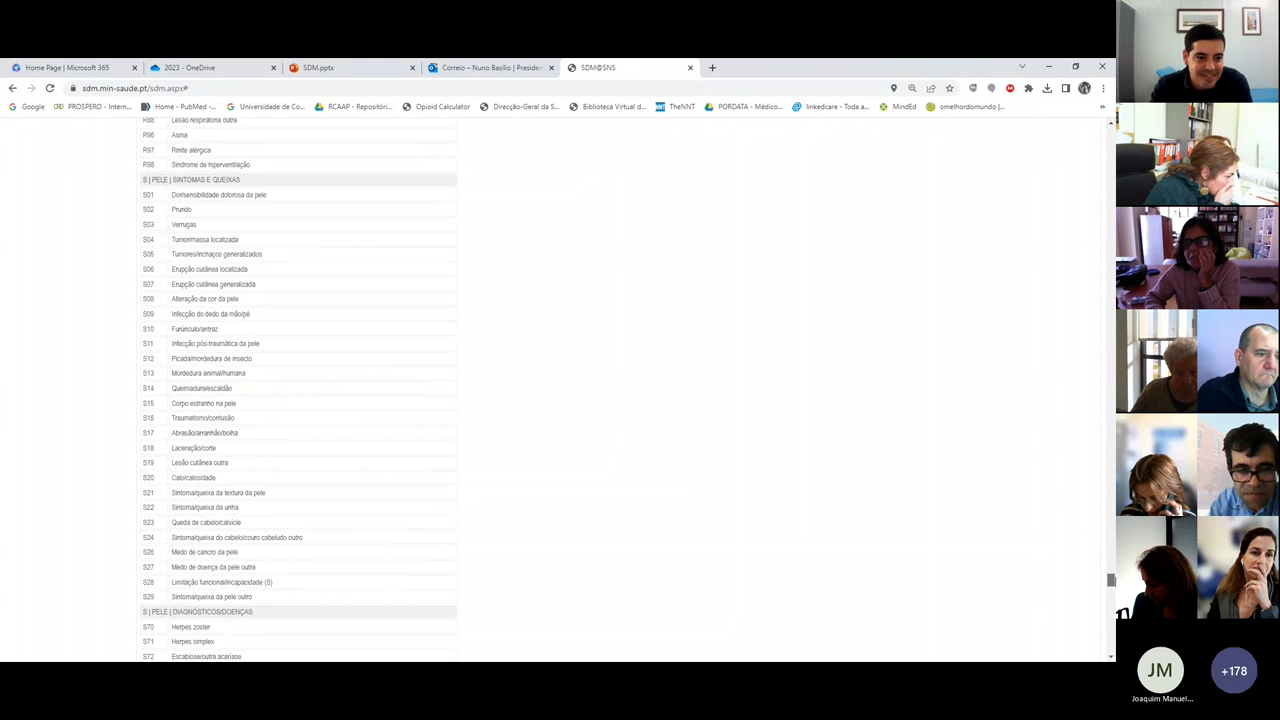 Home Page | Microsoft 365
2023 - OneDrive
SDM.pptx
Correio – Nuno Basílio | Presiden
SDM@SNS
sdm.min-saude.pt/sdm.aspx#
Google
PROSPERO - Intern...
Home - PubMed -...
Universidade de Co...
RCAAP - Repositóri...
Opioid Calculator
Direcção-Geral da S...
Biblioteca Virtual d...
TheNNT
PORDATA - Médico...
linkedcare - Toda a...
MindEd
omelhordomundo |...
R88 Lesão respiratória outra
R96 Asma
R97 Rinite alérgica
R98 Síndrome de hiperventilação
S | PELE | SINTOMAS E QUEIXAS
S01 Dor/sensibilidade dolorosa da pele
S02 Prurido
S03 Verrugas
S04 Tumor/massa localizada
S05 Tumores/inchaços generalizados
S06 Erupção cutânea localizada
S07 Erupção cutânea generalizada
S08 Alteração da cor da pele
S09 Infecção do dedo da mão/pé
S10 Furúnculo/antraz
S11 Infecção pós-traumática da pele
S12 Picada/mordedura de insecto
S13 Mordedura animal/humana
S14 Queimadura/escaldão
S15 Corpo estranho na pele
S16 Traumatismo/contusão
S17 Abrasão/arranhão/bolha
S18 Laceração/corte
S19 Lesão cutânea outra
S20 Calo/calosidade
S21 Sintoma/queixa da textura da pele
S22 Sintoma/queixa da unha
S23 Queda de cabelo/calvície
S24 Sintoma/queixa do cabelo/couro cabeludo outro
S26 Medo de cancro da pele
S27 Medo de doença da pele outra
S28 Limitação funcional/incapacidade (S)
S29 Sintoma/queixa da pele outro
S | PELE | DIAGNÓSTICOS/DOENÇAS
S70 Herpes zoster
S71 Herpes simplex
S72 Escabiose/outra acaríase
JM
+178
Joaquim Manuel...